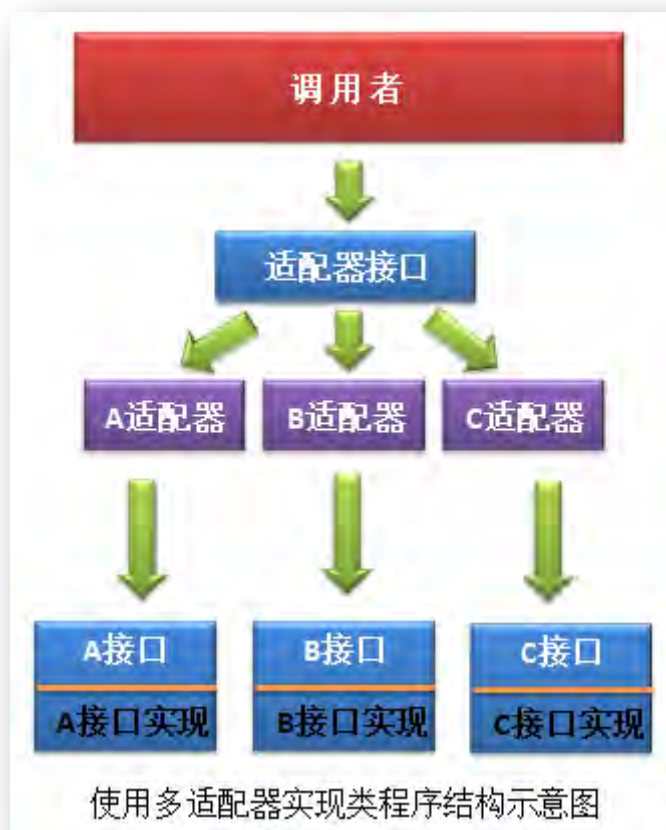 调用者
适配器接口
A适配器 B适配器 C适配器
A接口 B接口 C接口
A接口实现 B接口实现 C接口实现
使用多适配器实现类程序结构示意图